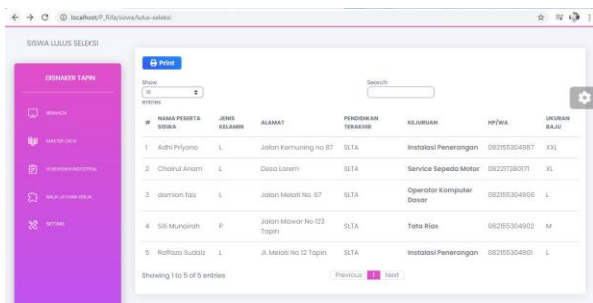 localhost/P_Rifa/siswa/lulus-seleksi
SISWA LULUS SELEKSI
DISNAKER TAPIN
BERANDA
MASTER DATA
HUBUNGAN INDUSTRIAL
BALAI LATIHAN KERJA
SETTING
Print
Show
10
entries
Search:
# NAMA PESERTA SISWA JENIS KELAMIN ALAMAT PENDIDIKAN TERAKHIR KEJURUAN HP/WA UKURAN BAJU
1 Adhi Priyono L Jalan Kemuning no 87 SLTA Instalasi Penerangan 082155304987 XXL
2 Chairul Anam L Desa Lorem SLTA Service Sepeda Motor 082217380171 XL
3 damian faiz L Jalan Melati No. 67 SLTA Operator Komputer Dasar 082155304906 L
4 Siti Munairah P Jalan Mawar No 123 Tapin SLTA Tata Rias 082155304902 M
5 Raffaza Sudaiz L Jl. Melati No 12 Tapin SLTA Instalasi Penerangan 082155304901 L
Showing 1 to 5 of 5 entries
Previous 1 Next